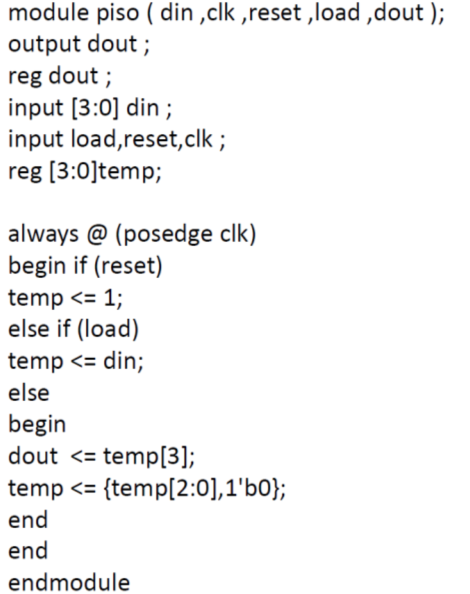 module piso ( din ,clk ,reset ,load ,dout );
output dout ;
reg dout ;
input [3:0] din ;
input load,reset,clk ;
reg [3:0]temp;
always @ (posedge clk)
begin if (reset)
temp <= 1;
else if (load)
temp <= din;
else
begin
dout  <= temp[3];
temp <= {temp[2:0],1'b0};
end
end
endmodule